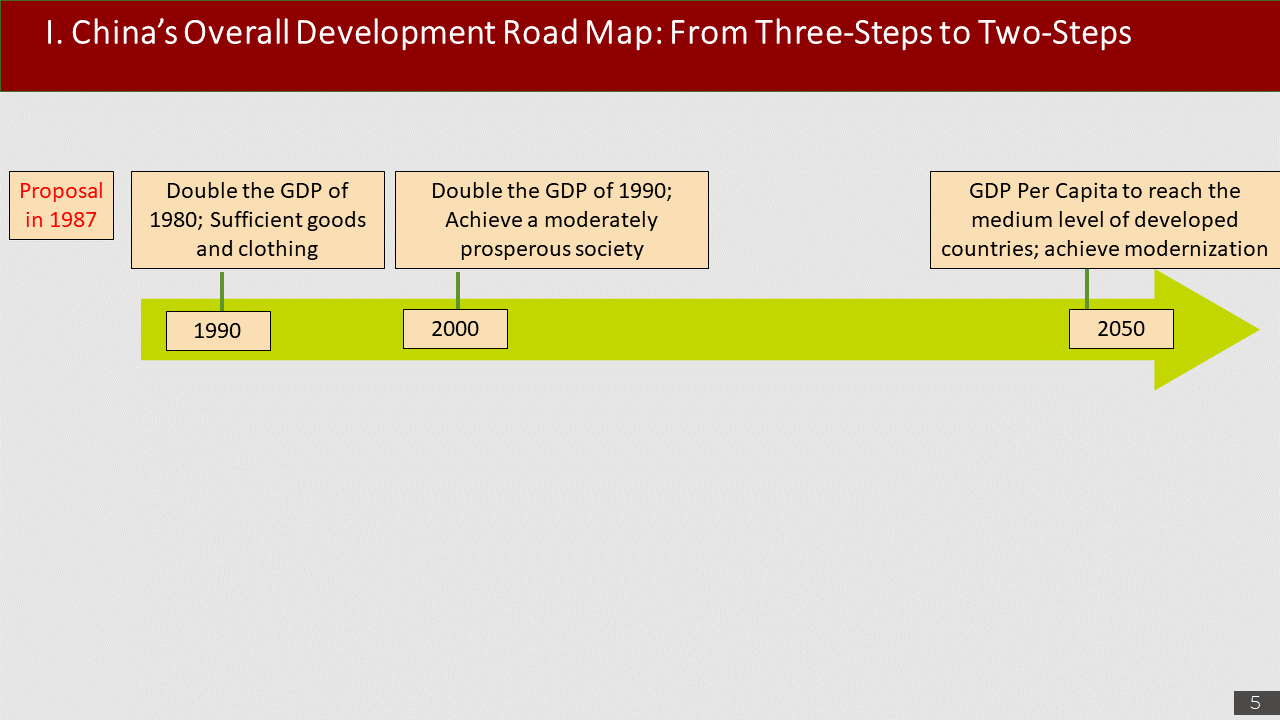 I. China’s Overall Development Road Map: From Three-Steps to Two-Steps
Proposal
in 1987
Double the GDP of
1980; Sufficient goods
and clothing
Double the GDP of 1990;
Achieve a moderately
prosperous society
GDP Per Capita to reach the
medium level of developed
countries; achieve modernization
1990
2000
2050
5